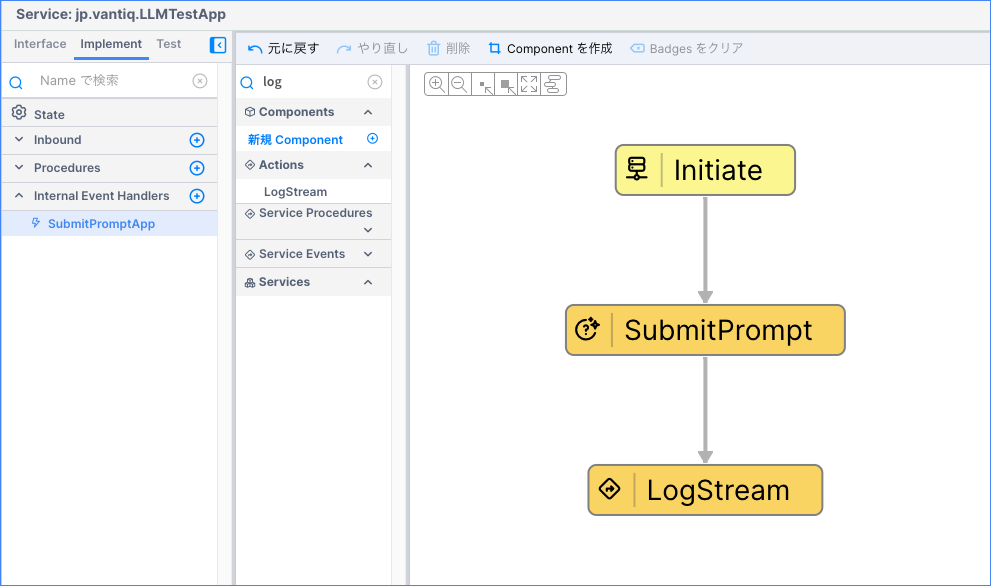 Service: jp.vantiq.LLMTestApp
Interface Implement Test
元に戻す やり直し 削除 Component を作成 Badges をクリア
Name で検索
State
Inbound
Procedures
Internal Event Handlers
SubmitPromptApp
log
Components
新規 Component
Actions
LogStream
Service Procedures
Service Events
Services
Initiate
SubmitPrompt
LogStream